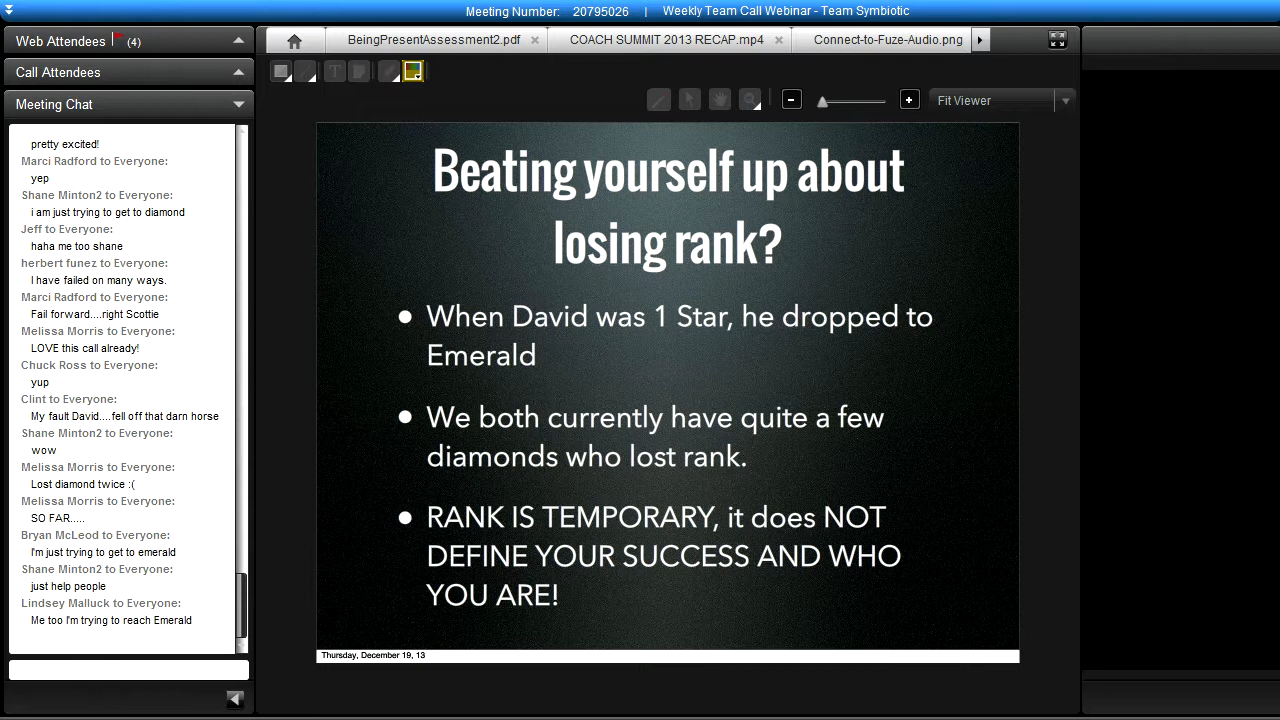 Meeting Number: 20795026 | Weekly Team Call Webinar - Team Symbiotic
Web Attendees (4)
Call Attendees
Meeting Chat
pretty excited!
Marci Radford to Everyone:
yep
Shane Minton2 to Everyone:
i am just trying to get to diamond
Jeff to Everyone:
haha me too shane
herbert funez to Everyone:
I have failed on many ways.
Marci Radford to Everyone:
Fail forward....right Scottie
Melissa Morris to Everyone:
LOVE this call already!
Chuck Ross to Everyone:
yup
Clint to Everyone:
My fault David....fell off that darn horse
Shane Minton2 to Everyone:
wow
Melissa Morris to Everyone:
Lost diamond twice :(
Melissa Morris to Everyone:
SO FAR.....
Bryan McLeod to Everyone:
I'm just trying to get to emerald
Shane Minton2 to Everyone:
just help people
Lindsey Malluck to Everyone:
Me too I'm trying to reach Emerald
BeingPresentAssessment2.pdf
COACH SUMMIT 2013 RECAP.mp4
Connect-to-Fuze-Audio.png
T
Fit Viewer
Beating yourself up about
losing rank?
• When David was 1 Star, he dropped to
Emerald
• We both currently have quite a few
diamonds who lost rank.
• RANK IS TEMPORARY, it does NOT
DEFINE YOUR SUCCESS AND WHO
YOU ARE!
Thursday, December 19, 13